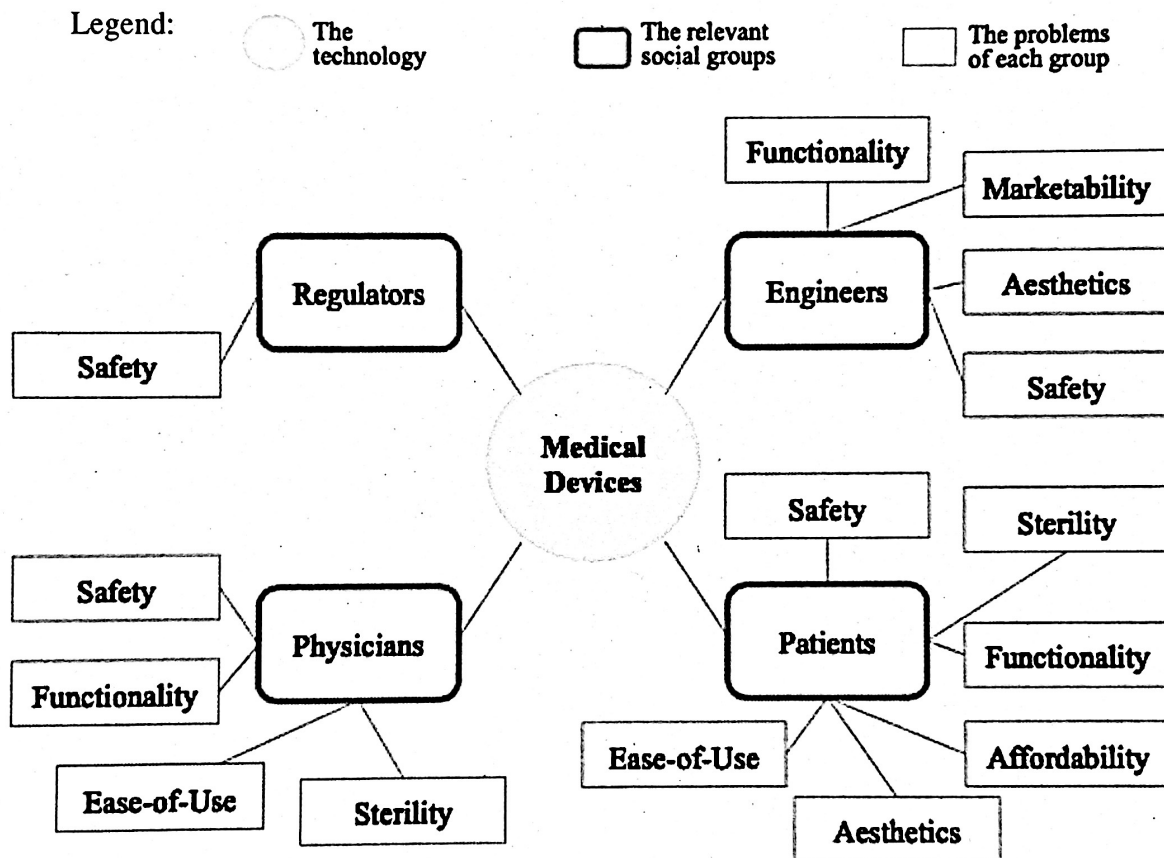 Legend:
The
technology
The relevant
social groups
The problems
of each group
Functionality
Marketability
Regulators
Engineers
Aesthetics
Safety
Safety
Medical
Devices
Safety
Sterility
Safety
Physicians
Patients
Functionality
Functionality
Ease-of-Use
Affordability
Ease-of-Use
Sterility
Aesthetics